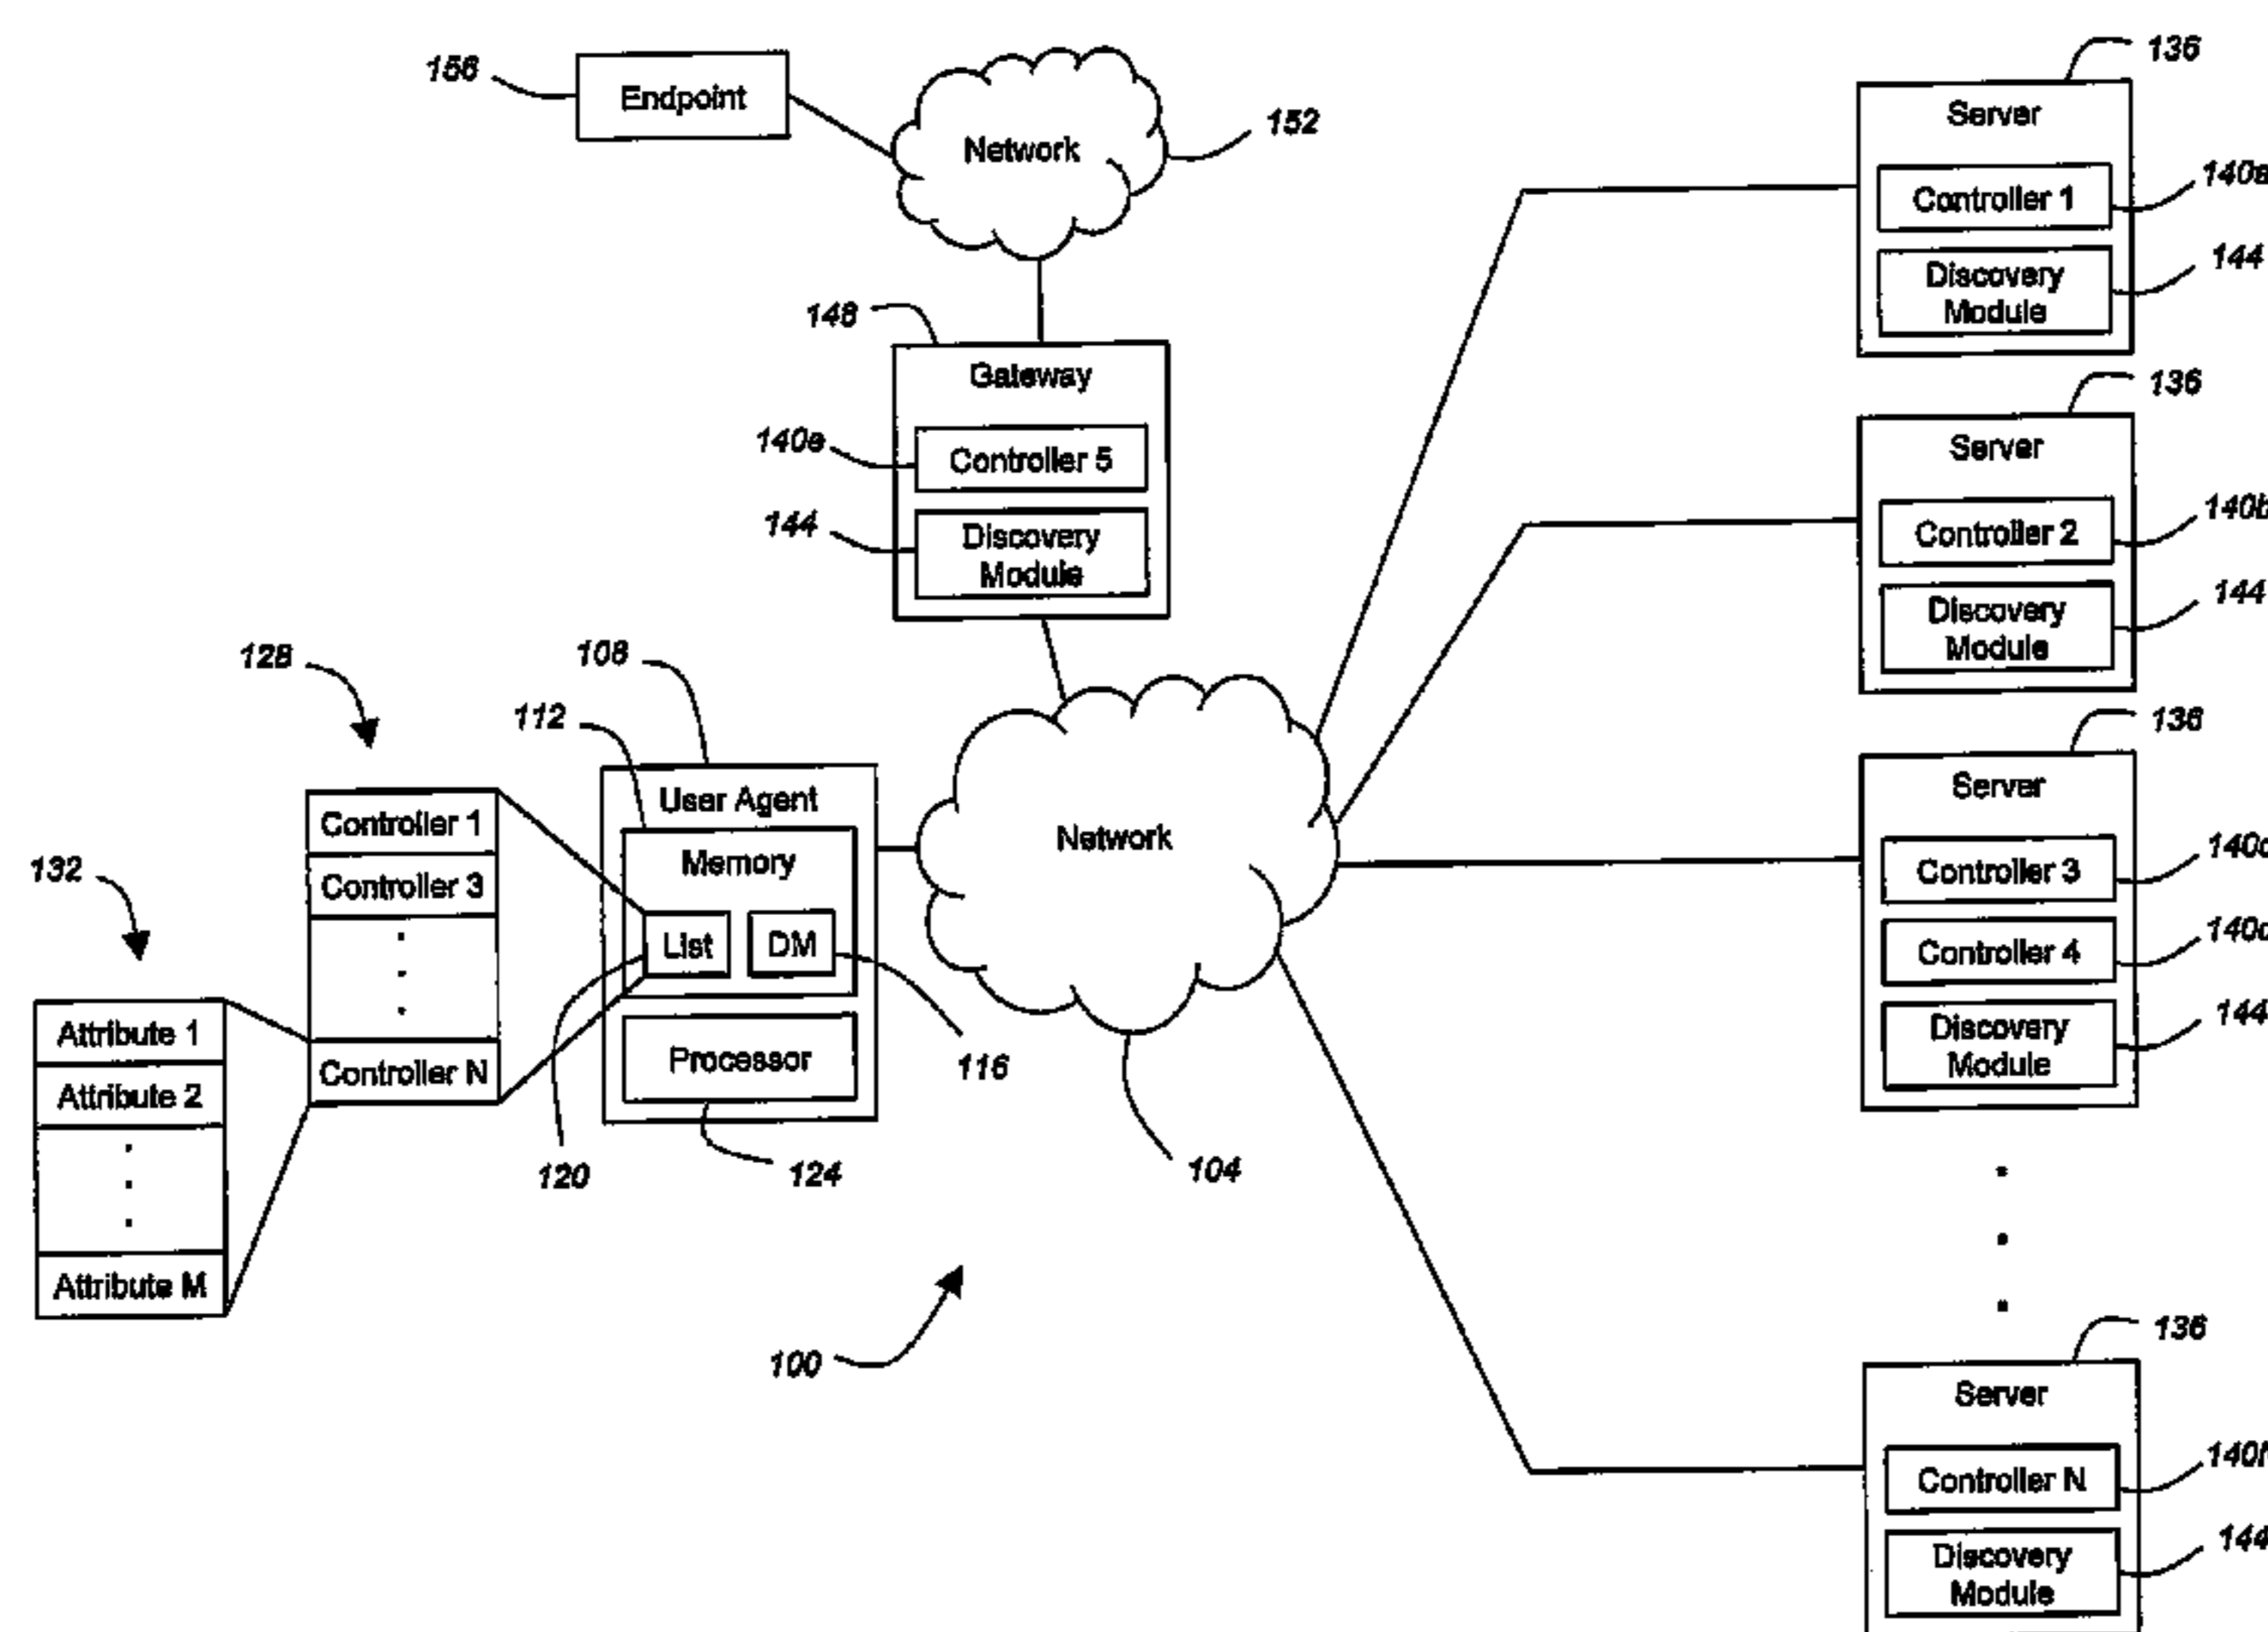 156
Endpoint
Network
152
148
Gateway
140e
Controller 5
144
Discovery
Module
136
Server
Controller 1
140a
Discovery
Module
144
136
Server
Controller 2
140b
Discovery
Module
144
136
Server
Controller 3
140c
Controller 4
140d
Discovery
Module
144
136
Server
Controller N
Discovery
Module
144
128
108
112
User Agent
Memory
List
DM
Processor
120
124
116
Network
104
132
Controller 1
Controller 3
Controller N
Attribute 1
Attribute 2
Attribute M
100